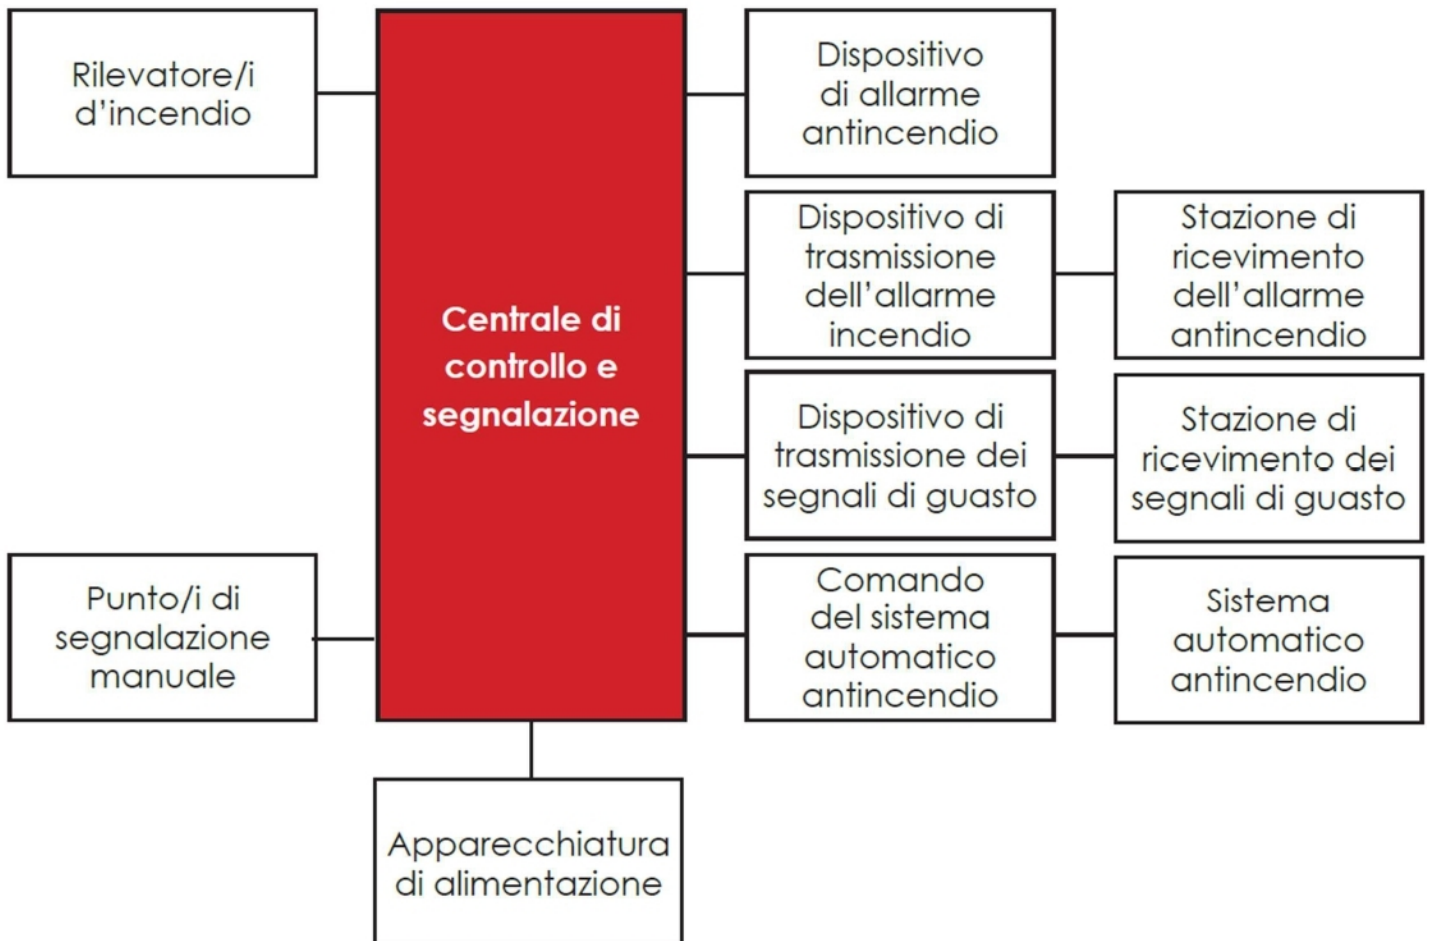 Rilevatore/i
d'incendio
Centrale di
controllo e
segnalazione
Dispositivo
di allarme
antincendio
Dispositivo di
trasmissione
dell'allarme
incendio
Stazione di
ricevimento
dell'allarme
antincendio
Dispositivo di
trasmissione dei
segnali di guasto
Stazione di
ricevimento dei
segnali di guasto
Punto/i di
segnalazione
manuale
Comando
del sistema
automatico
antincendio
Sistema
automatico
antincendio
Apparecchiatura
di alimentazione